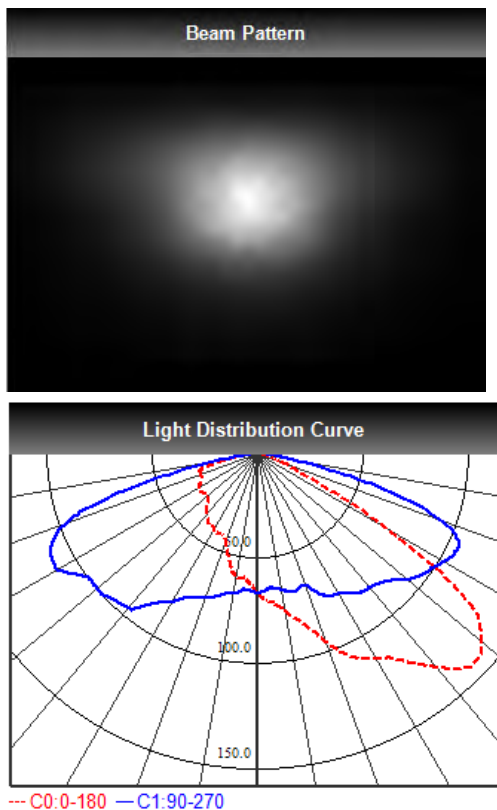 Beam Pattern
Light Distribution Curve
50.0
100.0
150.0
--- C0:0-180 — C1:90-270